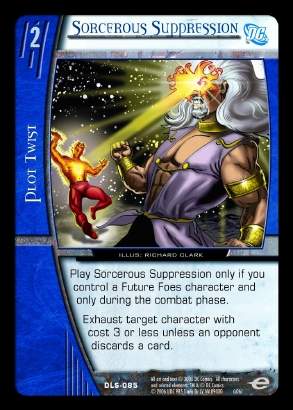 2
Sorcerous Suppression
DC
Plot Twist
Illus: Richard Clark
Play Sorcerous Suppression only if you
control a Future Foes character and
only during the combat phase.
Exhaust target character with
cost 3 or less unless an opponent
discards a card.
DLS-085